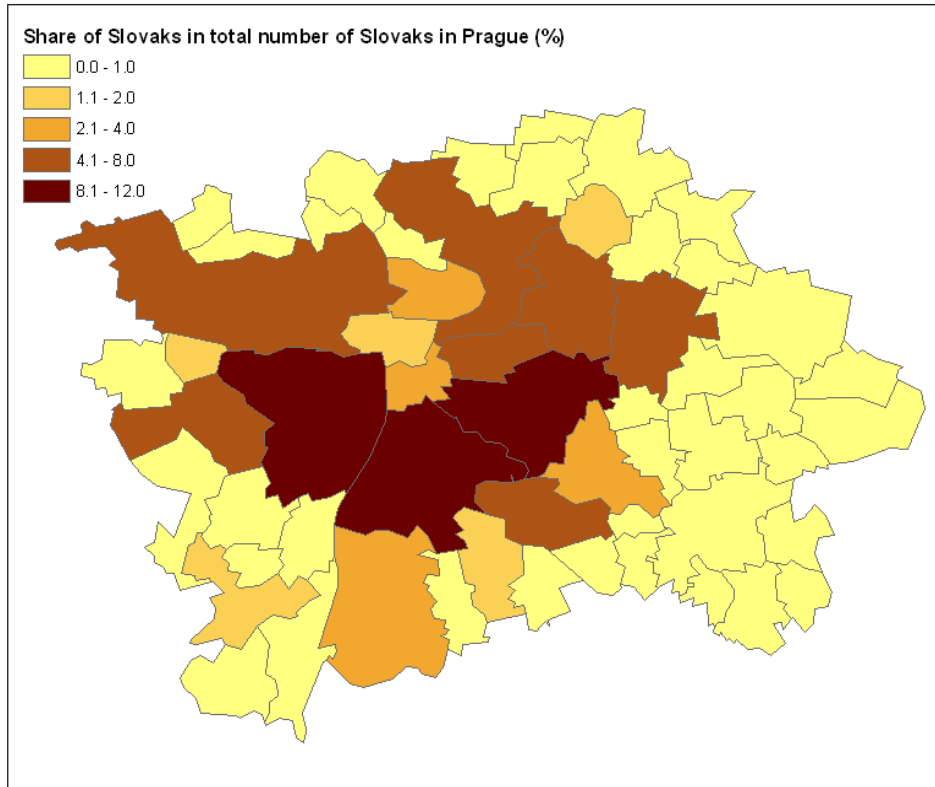 Share of Slovaks in total number of Slovaks in Prague (%)
0.0 - 1.0
1.1 - 2.0
2.1 - 4.0
4.1 - 8.0
8.1 - 12.0